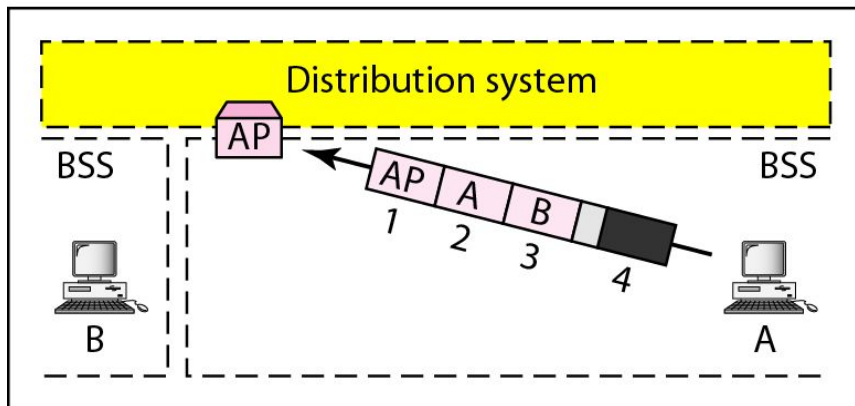 Distribution system
AP
BSS
BSS
AP A B
1 2 3 4
B
A